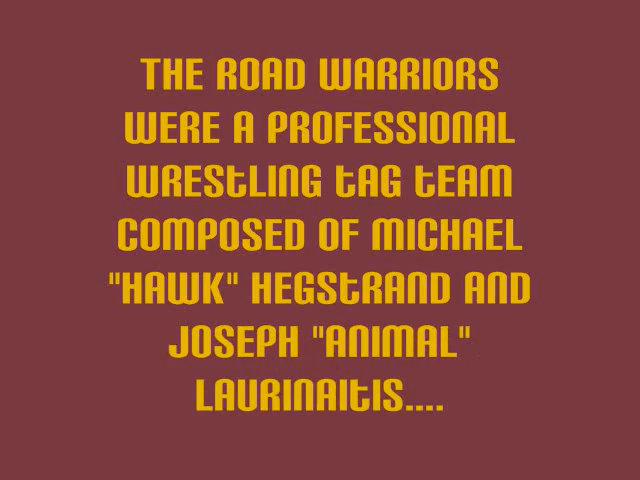 THE ROAD WARRIORS
WERE A PROFESSIONAL
WRESTLING TAG TEAM
COMPOSED OF MICHAEL
"HAWK" HEGSTRAND AND
JOSEPH "ANIMAL"
LAURINAITIS....